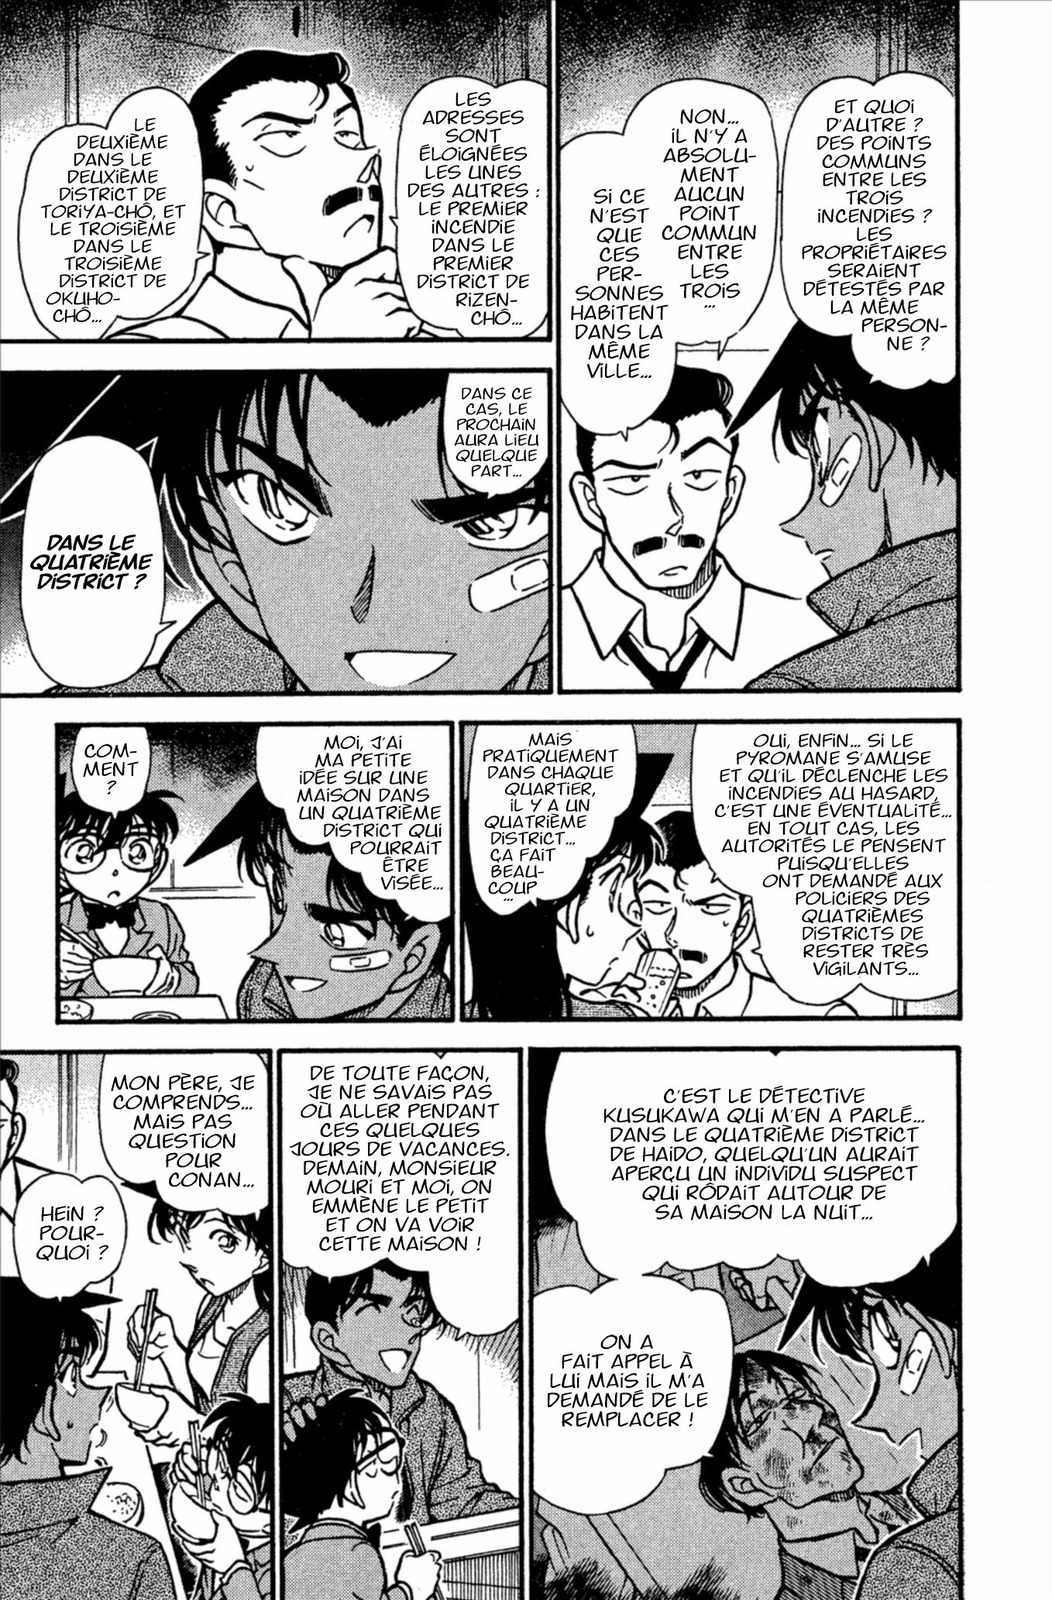 ET QUOI
D'AUTRE ?
DES POINTS
COMMUNS
ENTRE LES
TROIS
INCENDIES ?
LES
PROPRIÉTAIRES
SERAIENT
DÉTESTÉS PAR
LA MÊME
PERSON-
NE ?
NON...
IL N'Y A
ABSOLU-
MENT
AUCUN
POINT
COMMUN
ENTRE
LES
TROIS
...
SI CE
N'EST
QUE
CES
PER-
SONNES
HABITENT
DANS LA
MÊME
VILLE...
LES
ADRESSES
SONT
ÉLOIGNÉES
LES UNES
DES AUTRES :
LE PREMIER
INCENDIE
DANS LE
PREMIER
DISTRICT DE
RIZEN-
CHÔ...
LE
DEUXIÈME
DANS LE
DEUXIÈME
DISTRICT DE
TORIYA-CHÔ, ET
LE TROISIÈME
DANS LE
TROISIÈME
DISTRICT DE
OKUHO-
CHÔ...
DANS CE
CAS, LE
PROCHAIN
AURA LIEU
QUELQUE
PART...
DANS LE
QUATRIÈME
DISTRICT ?
OUI, ENFIN... SI LE
PYROMANE S'AMUSE
ET QU'IL DÉCLENCHE LES
INCENDIES AU HASARD,
C'EST UNE ÉVENTUALITÉ...
EN TOUT CAS, LES
AUTORITÉS LE PENSENT
PUISQU'ELLES
ONT DEMANDÉ AUX
POLICIERS DES
QUATRIÈMES
DISTRICTS DE
RESTER TRÈS
VIGILANTS...
MAIS
PRATIQUEMENT
DANS CHAQUE
QUARTIER,
IL Y A UN
QUATRIÈME
DISTRICT...
ÇA FAIT
BEAU-
COUP
...
MOI, J'AI
MA PETITE
IDÉE SUR UNE
MAISON DANS
UN QUATRIÈME
DISTRICT QUI
POURRAIT
ÊTRE
VISÉE...
COM-
MENT
?
C'EST LE DÉTECTIVE
KUSUKAWA QUI M'EN A PARLÉ...
DANS LE QUATRIÈME DISTRICT
DE HAIDO, QUELQU'UN AURAIT
APERÇU UN INDIVIDU SUSPECT
QUI RÔDAIT AUTOUR DE
SA MAISON LA NUIT...
ON A
FAIT APPEL À
LUI MAIS IL M'A
DEMANDÉ DE LE
REMPLACER !
DE TOUTE FAÇON,
JE NE SAVAIS PAS
OÙ ALLER PENDANT
CES QUELQUES
JOURS DE VACANCES.
DEMAIN, MONSIEUR
MOURI ET MOI, ON
EMMÈNE LE PETIT
ET ON VA VOIR
CETTE MAISON !
MON PÈRE, JE
COMPRENDS...
MAIS PAS
QUESTION
POUR
CONAN...
HEIN ?
POUR-
QUOI ?